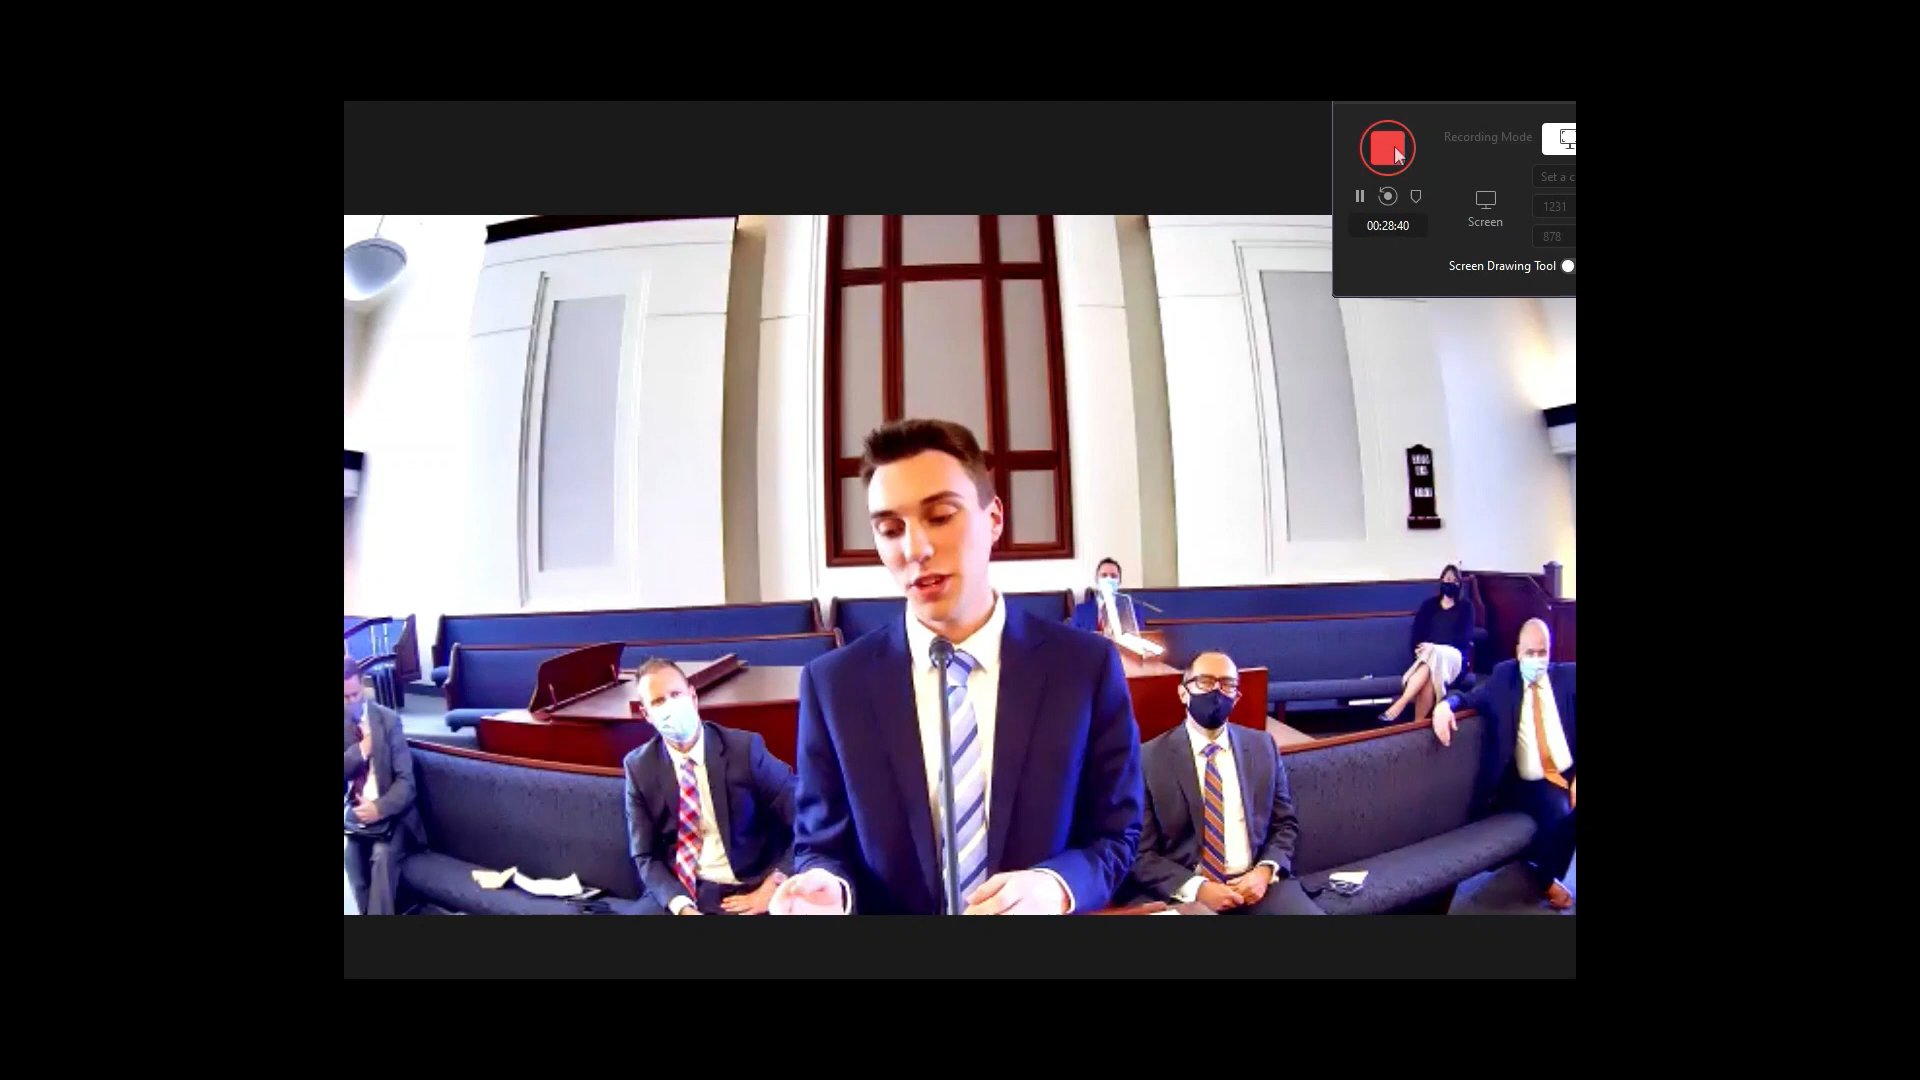 Recording Mode
Set a c
1231
Screen
00:28:40
878
Screen Drawing Tool